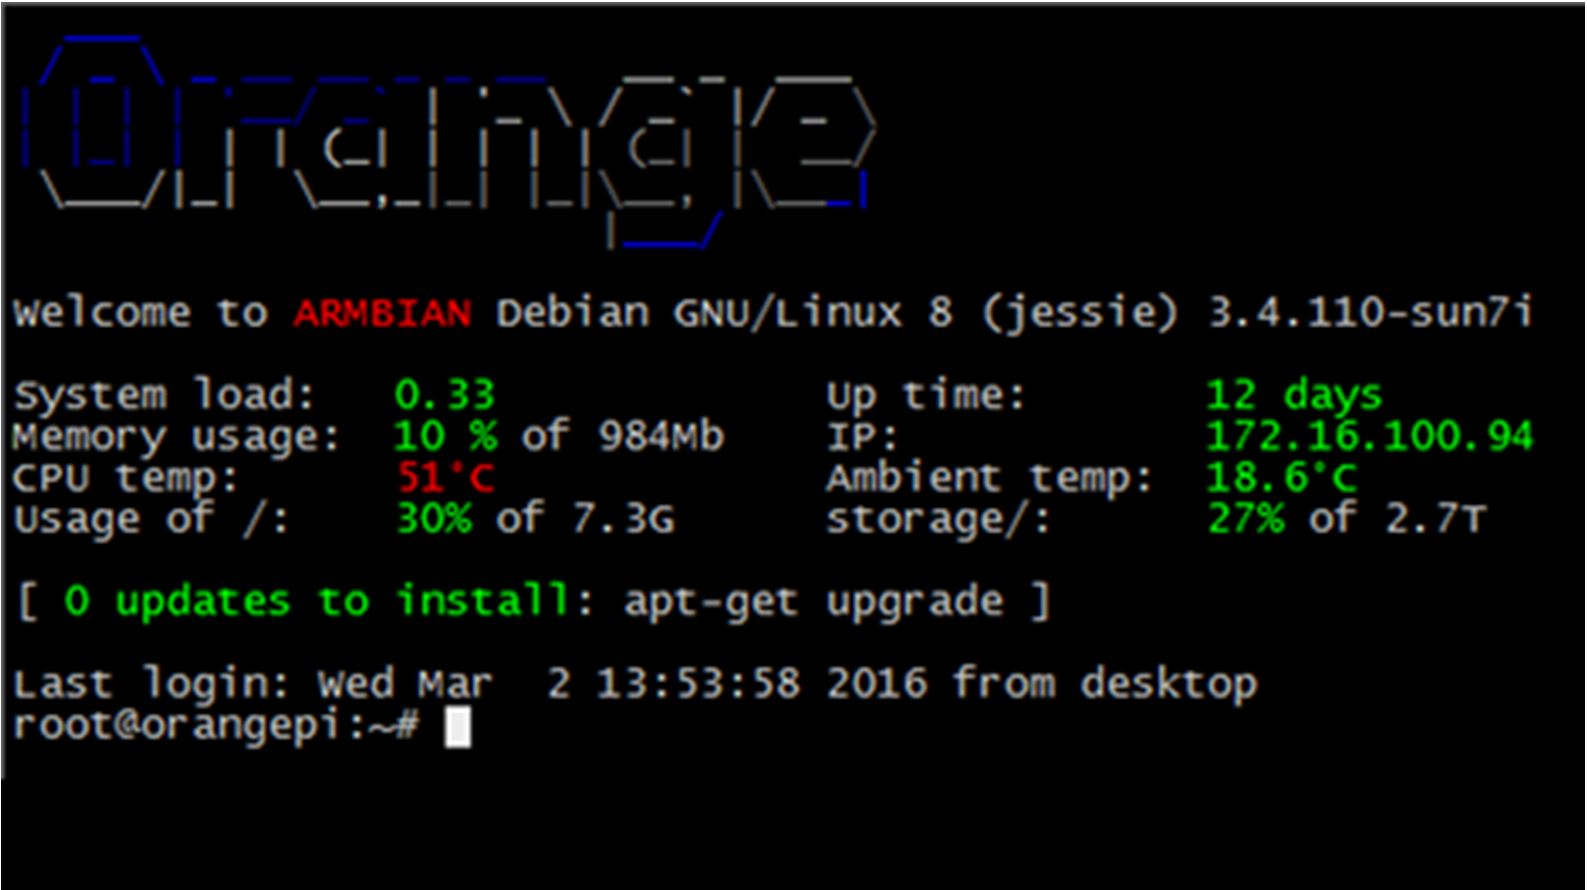 Orange
Welcome to ARMBIAN Debian GNU/Linux 8 (jessie) 3.4.110-sun7i
System load: 0.33 Up time: 12 days
Memory usage: 10 % of 984Mb IP: 172.16.100.94
CPU temp: 51°C Ambient temp: 18.6°C
Usage of /: 30% of 7.3G storage/: 27% of 2.7T
[ 0 updates to install: apt-get upgrade ]
Last login: Wed Mar  2 13:53:58 2016 from desktop
root@orangepi:~#